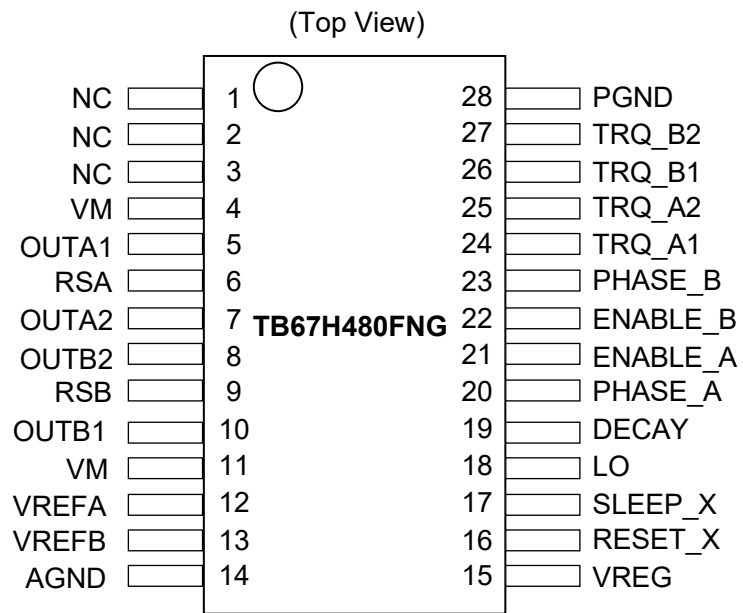 (Top View)
NC 1 28 PGND
NC 2 27 TRQ_B2
NC 3 26 TRQ_B1
VM 4 25 TRQ_A2
OUTA1 5 24 TRQ_A1
RSA 6 23 PHASE_B
OUTA2 7 TB67H480FNG 22 ENABLE_B
OUTB2 8 21 ENABLE_A
RSB 9 20 PHASE_A
OUTB1 10 19 DECAY
VM 11 18 LO
VREFA 12 17 SLEEP_X
VREFB 13 16 RESET_X
AGND 14 15 VREG